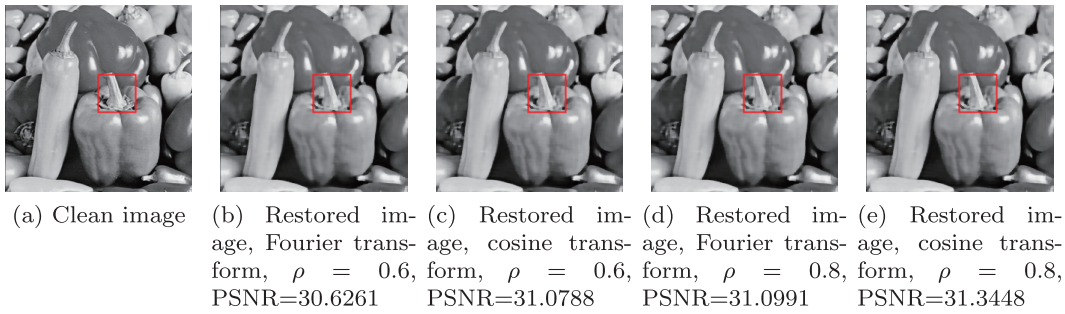 (a) Clean image
(b) Restored im-
age, Fourier trans-
form, ρ = 0.6,
PSNR=30.6261
(c) Restored im-
age, cosine trans-
form, ρ = 0.6,
PSNR=31.0788
(d) Restored im-
age, Fourier trans-
form, ρ = 0.8,
PSNR=31.0991
(e) Restored im-
age, cosine trans-
form, ρ = 0.8,
PSNR=31.3448